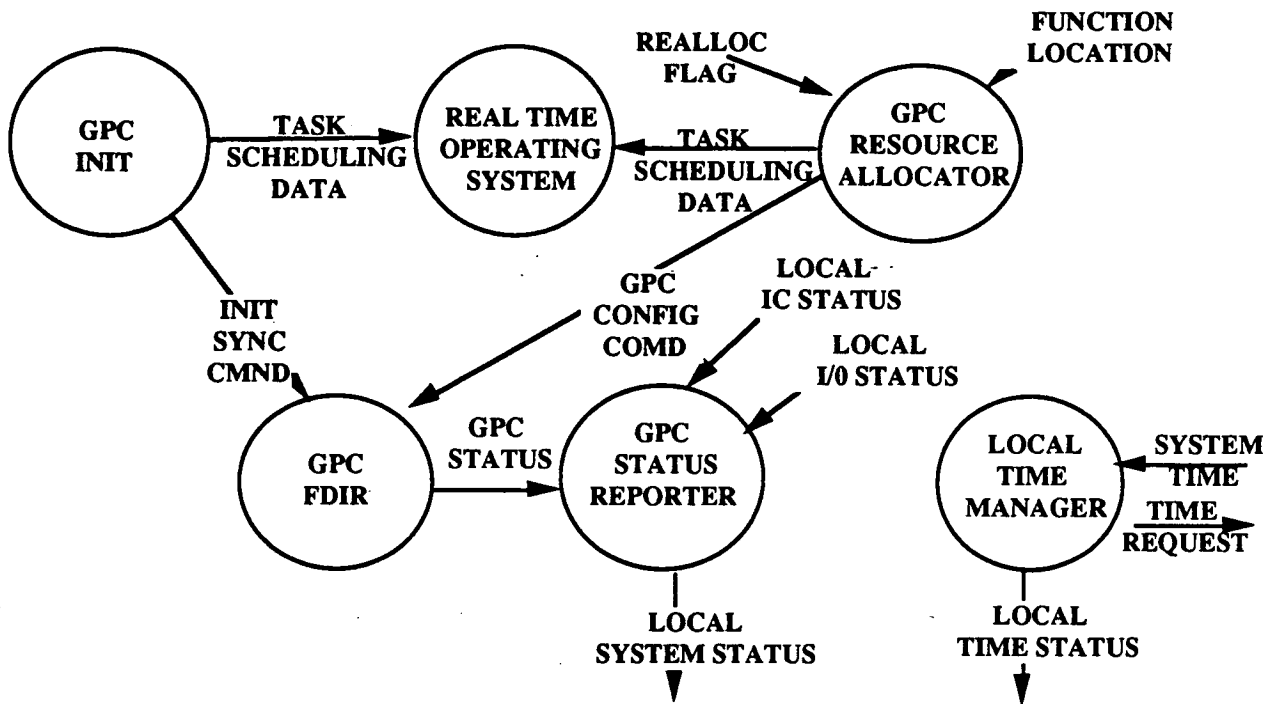 FUNCTION
LOCATION
REALLOC
FLAG
GPC
INIT
TASK
SCHEDULING
DATA
REAL TIME
OPERATING
SYSTEM
TASK
SCHEDULING
DATA
GPC
RESOURCE
ALLOCATOR
INIT
SYNC
CMND
GPC
CONFIG
COMD
LOCAL
IC STATUS
LOCAL
I/0 STATUS
GPC
FDIR
GPC
STATUS
GPC
STATUS
REPORTER
LOCAL
TIME
MANAGER
SYSTEM
TIME
TIME
REQUEST
LOCAL
SYSTEM STATUS
LOCAL
TIME STATUS